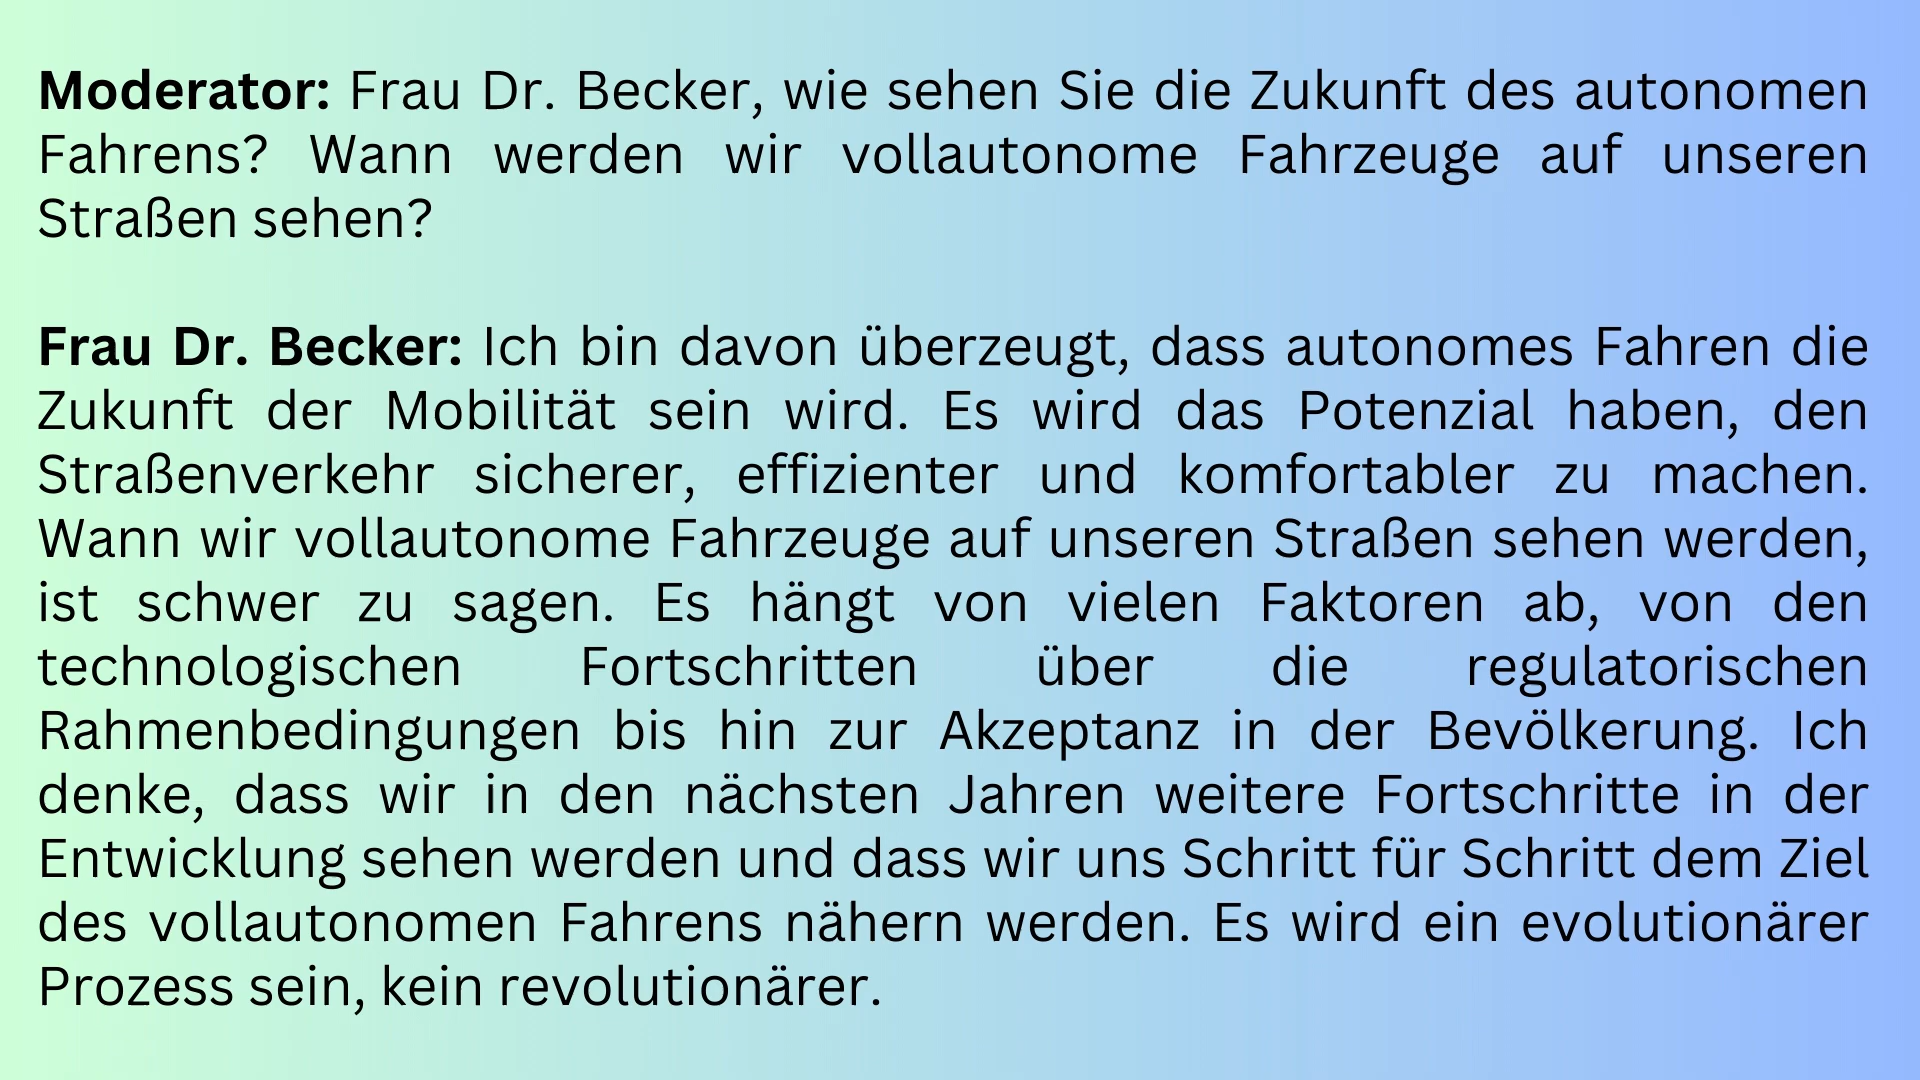 Moderator: Frau Dr. Becker, wie sehen Sie die Zukunft des autonomen
Fahrens? Wann werden wir vollautonome Fahrzeuge auf unseren
Straßen sehen?
Frau Dr. Becker: Ich bin davon überzeugt, dass autonomes Fahren die
Zukunft der Mobilität sein wird. Es wird das Potenzial haben, den
Straßenverkehr sicherer, effizienter und komfortabler zu machen.
Wann wir vollautonome Fahrzeuge auf unseren Straßen sehen werden,
ist schwer zu sagen. Es hängt von vielen Faktoren ab, von den
technologischen Fortschritten über die regulatorischen
Rahmenbedingungen bis hin zur Akzeptanz in der Bevölkerung. Ich
denke, dass wir in den nächsten Jahren weitere Fortschritte in der
Entwicklung sehen werden und dass wir uns Schritt für Schritt dem Ziel
des vollautonomen Fahrens nähern werden. Es wird ein evolutionärer
Prozess sein, kein revolutionärer.